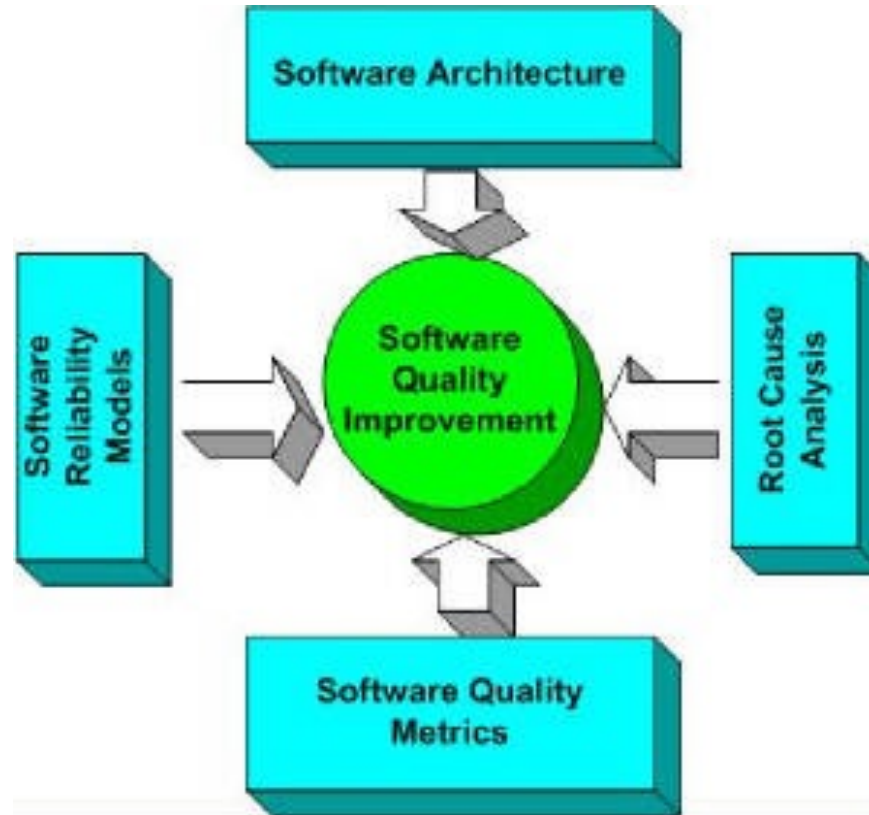 Software Architecture
Software
Reliability
Models
Software
Quality
Improvement
Root Cause
Analysis
Software Quality
Metrics